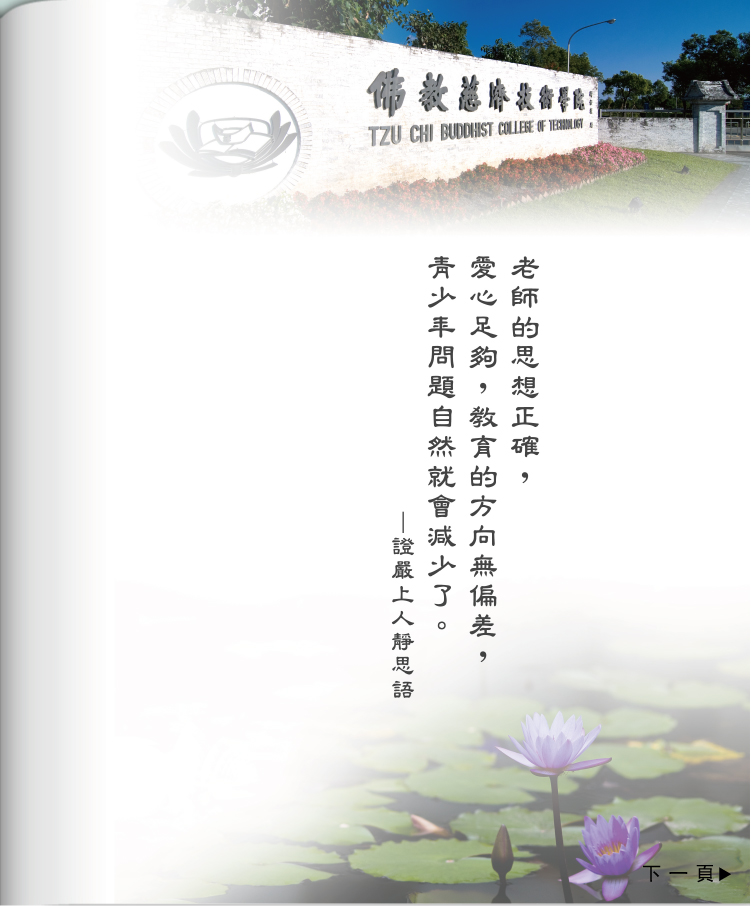 佛教慈濟技術學院
TZU CHI BUDDHIST COLLEGE OF TECHNOLOGY
老師的思想正確,
愛心足夠,教育的方向無偏差,
青少年問題自然就會減少了。
—證嚴上人靜思語
下一頁▶